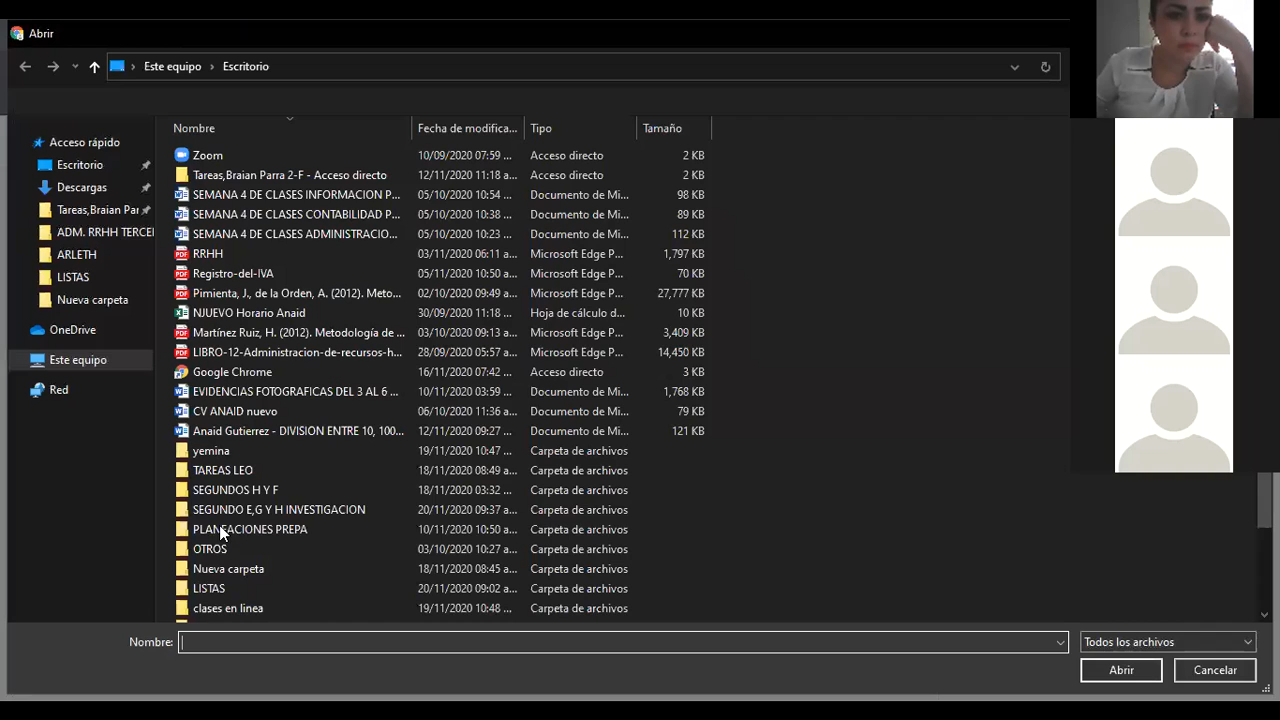 Abrir
Este equipo › Escritorio
Nombre Fecha de modifica... Tipo Tamaño
Acceso rápido
Escritorio
Descargas
Tareas,Braian Par
ADM. RRHH TERCEI
ARLETH
LISTAS
Nueva carpeta
OneDrive
Este equipo
Red
Zoom 10/09/2020 07:59 ... Acceso directo 2 KB
Tareas,Braian Parra 2-F - Acceso directo 12/11/2020 11:18 a... Acceso directo 2 KB
SEMANA 4 DE CLASES INFORMACION P... 05/10/2020 10:54 ... Documento de Mi... 98 KB
SEMANA 4 DE CLASES CONTABILIDAD P... 05/10/2020 10:38 ... Documento de Mi... 89 KB
SEMANA 4 DE CLASES ADMINISTRACIO... 05/10/2020 10:23 ... Documento de Mi... 112 KB
RRHH 03/11/2020 06:11 ... Microsoft Edge P... 1,797 KB
Registro-del-IVA 05/11/2020 10:50 a... Microsoft Edge P... 70 KB
Pimienta, J., de la Orden, A. (2012). Meto... 02/10/2020 09:49 a... Microsoft Edge P... 27,777 KB
NJUEVO Horario Anaid 30/09/2020 11:18 ... Hoja de cálculo d... 10 KB
Martínez Ruiz, H. (2012). Metodología de ... 03/10/2020 09:13 a... Microsoft Edge P... 3,409 KB
LIBRO-12-Administracion-de-recursos-h... 28/09/2020 05:57 a... Microsoft Edge P... 14,450 KB
Google Chrome 16/11/2020 07:42 ... Acceso directo 3 KB
EVIDENCIAS FOTOGRAFICAS DEL 3 AL 6 ... 10/11/2020 03:59 ... Documento de Mi... 1,768 KB
CV ANAID nuevo 06/10/2020 11:36 a... Documento de Mi... 79 KB
Anaid Gutierrez - DIVISION ENTRE 10, 100... 12/11/2020 09:27 ... Documento de Mi... 121 KB
yemina 19/11/2020 10:47 ... Carpeta de archivos
TAREAS LEO 18/11/2020 08:49 a... Carpeta de archivos
SEGUNDOS H Y F 18/11/2020 03:32 ... Carpeta de archivos
SEGUNDO E,G Y H INVESTIGACION 20/11/2020 09:37 a... Carpeta de archivos
PLANEACIONES PREPA 10/11/2020 10:50 a... Carpeta de archivos
OTROS 03/10/2020 10:27 a... Carpeta de archivos
Nueva carpeta 18/11/2020 08:45 a... Carpeta de archivos
LISTAS 20/11/2020 09:02 a... Carpeta de archivos
clases en linea 19/11/2020 10:48 ... Carpeta de archivos
Nombre: Todos los archivos
Abrir Cancelar